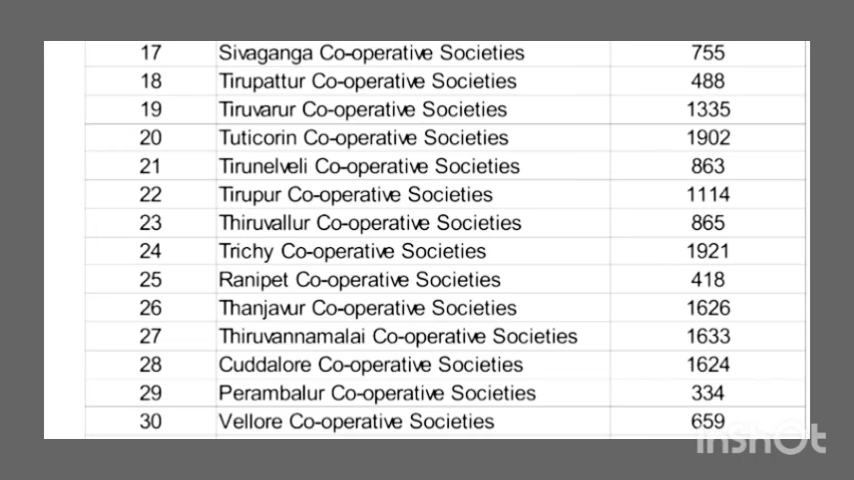 17 Sivaganga Co-operative Societies 755
18 Tirupattur Co-operative Societies 488
19 Tiruvarur Co-operative Societies 1335
20 Tuticorin Co-operative Societies 1902
21 Tirunelveli Co-operative Societies 863
22 Tirupur Co-operative Societies 1114
23 Thiruvallur Co-operative Societies 865
24 Trichy Co-operative Societies 1921
25 Ranipet Co-operative Societies 418
26 Thanjavur Co-operative Societies 1626
27 Thiruvannamalai Co-operative Societies 1633
28 Cuddalore Co-operative Societies 1624
29 Perambalur Co-operative Societies 334
30 Vellore Co-operative Societies 659
InShOt